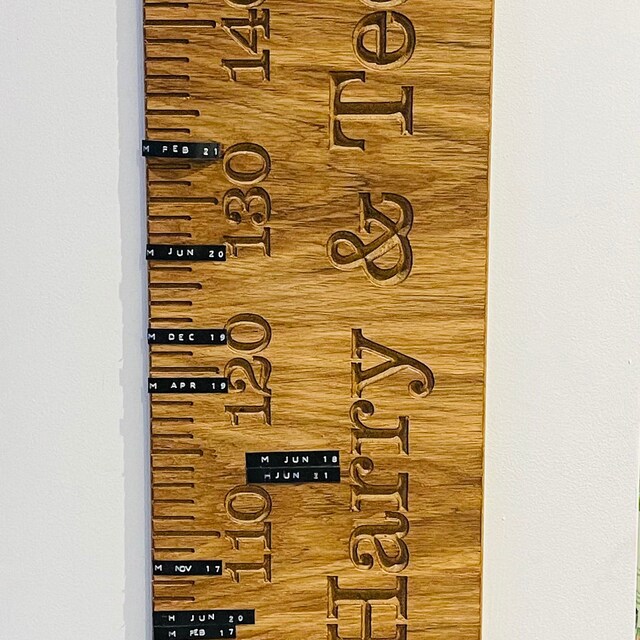 140
M FEB 21
130
M JUN 20
M DEC 19
120
M APR 19
M JUN 18
H JUN 21
110
M NOV 17
H JUN 20
M FEB 17
Harry & Te